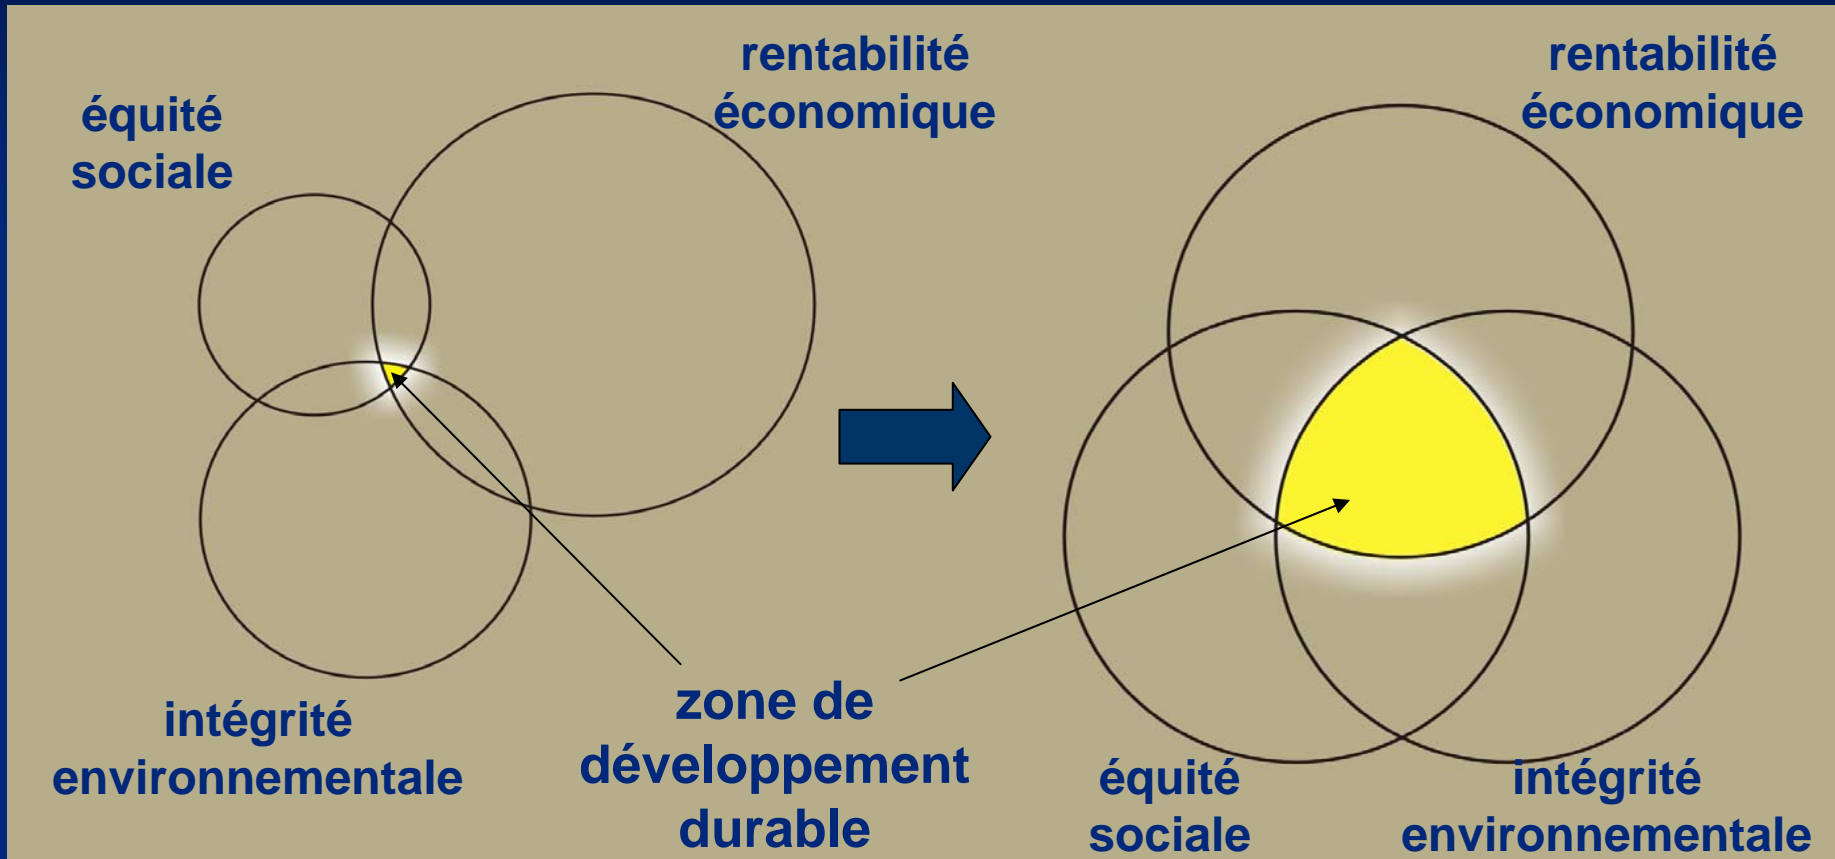 équité
sociale
rentabilité
économique
intégrité
environnementale
zone de
développement
durable
rentabilité
économique
équité
sociale
intégrité
environnementale